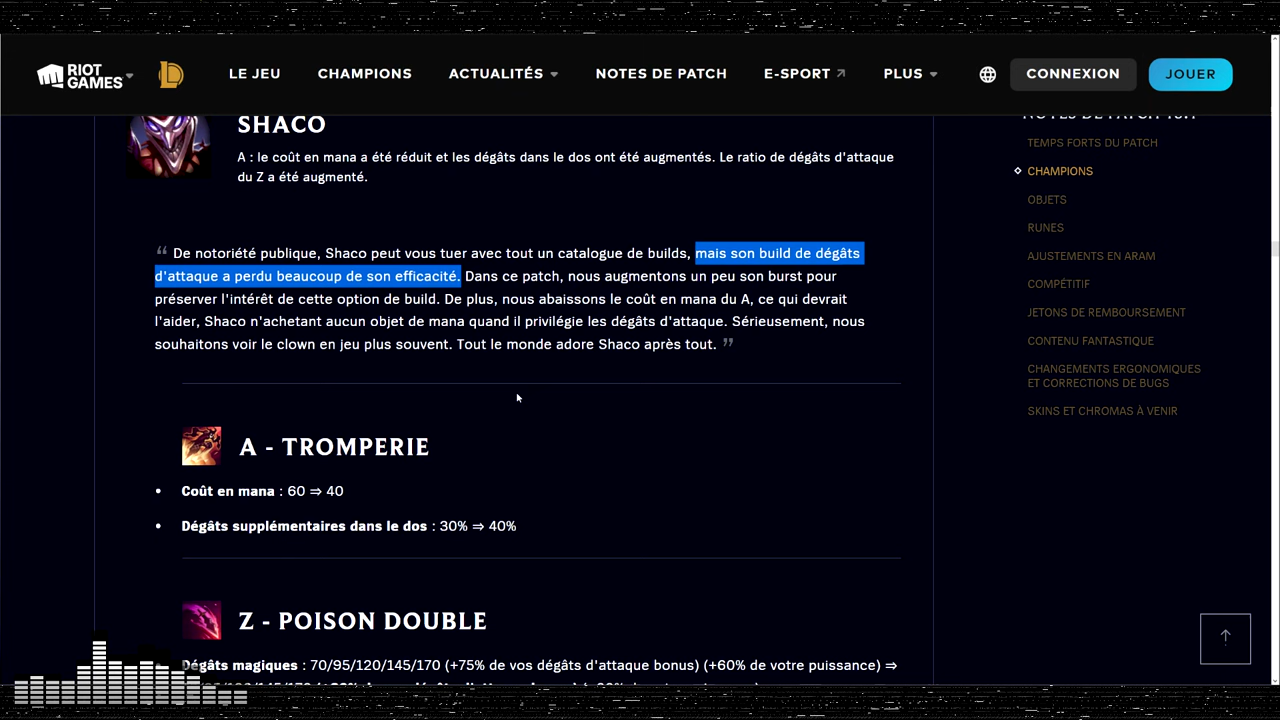 RIOT GAMES
LE JEU
CHAMPIONS
ACTUALITÉS
NOTES DE PATCH
E-SPORT
PLUS
CONNEXION
JOUER
SHACO
A : le coût en mana a été réduit et les dégâts dans le dos ont été augmentés. Le ratio de dégâts d'attaque
du Z a été augmenté.
“ De notoriété publique, Shaco peut vous tuer avec tout un catalogue de builds, mais son build de dégâts
d'attaque a perdu beaucoup de son efficacité. Dans ce patch, nous augmentons un peu son burst pour
préserver l'intérêt de cette option de build. De plus, nous abaissons le coût en mana du A, ce qui devrait
l'aider, Shaco n'achetant aucun objet de mana quand il privilégie les dégâts d'attaque. Sérieusement, nous
souhaitons voir le clown en jeu plus souvent. Tout le monde adore Shaco après tout. ”
A - TROMPERIE
• Coût en mana : 60 ⇒ 40
• Dégâts supplémentaires dans le dos : 30% ⇒ 40%
Z - POISON DOUBLE
Dégâts magiques : 70/95/120/145/170 (+75% de vos dégâts d'attaque bonus) (+60% de votre puissance) ⇒
NOTES DE PATCH
TEMPS FORTS DU PATCH
CHAMPIONS
OBJETS
RUNES
AJUSTEMENTS EN ARAM
COMPÉTITIF
JETONS DE REMBOURSEMENT
CONTENU FANTASTIQUE
CHANGEMENTS ERGONOMIQUES
ET CORRECTIONS DE BUGS
SKINS ET CHROMAS À VENIR